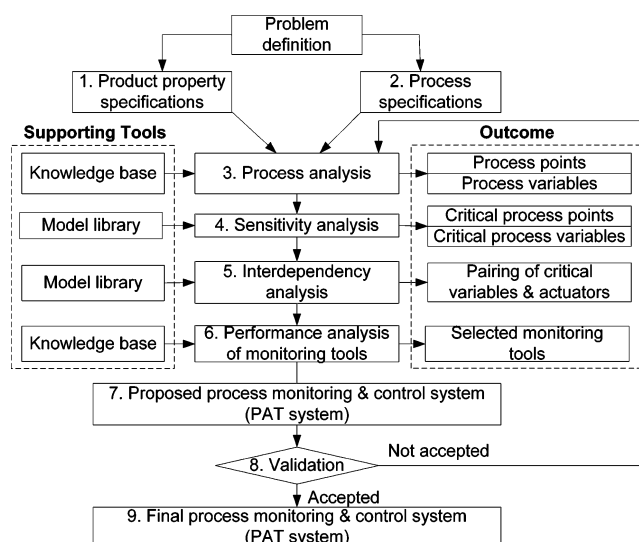 Problem
definition
1. Product property
specifications
2. Process
specifications
Supporting Tools
Outcome
Knowledge base
3. Process analysis
Process points
Process variables
Model library
4. Sensitivity analysis
Critical process points
Critical process variables
Model library
5. Interdependency
analysis
Pairing of critical
variables & actuators
Knowledge base
6. Performance analysis
of monitoring tools
Selected monitoring
tools
7. Proposed process monitoring & control system
(PAT system)
8. Validation
Not accepted
Accepted
9. Final process monitoring & control system
(PAT system)